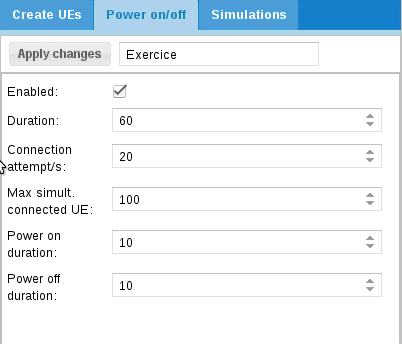 Create UEs Power on/off Simulations
Apply changes Exercice
Enabled:
Duration: 60
Connection
attempt/s: 20
Max simult.
connected UE: 100
Power on
duration: 10
Power off
duration: 10